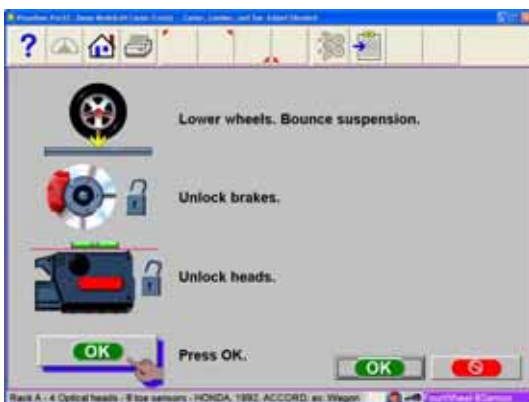 Lower wheels. Bounce suspension.
Unlock brakes.
Unlock heads.
OK
Press OK.
OK
Rack A - 4 Optical heads - 8 toe sensors - HONDA, 1992, ACCORD, ex. Wagon